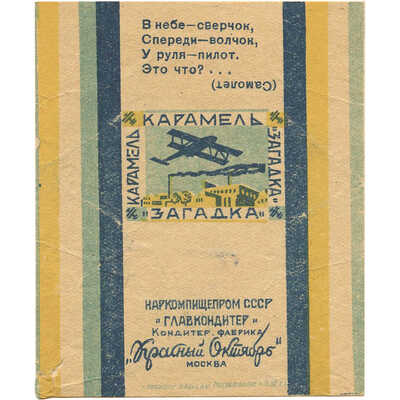 В небе—сверчок,
Спереди—волчок,
У руля—пилот.
Это что?...
(Самолет)
КАРАМЕЛЬ
КАРАМЕЛЬ
"ЗАГАДКА"
"ЗАГАДКА"
НАРКОМПИЩЕПРОМ СССР
"ГЛАВКОНДИТЕР"
КОНДИТЕР. ФАБРИКА
"Красный Октябрь"
МОСКВА